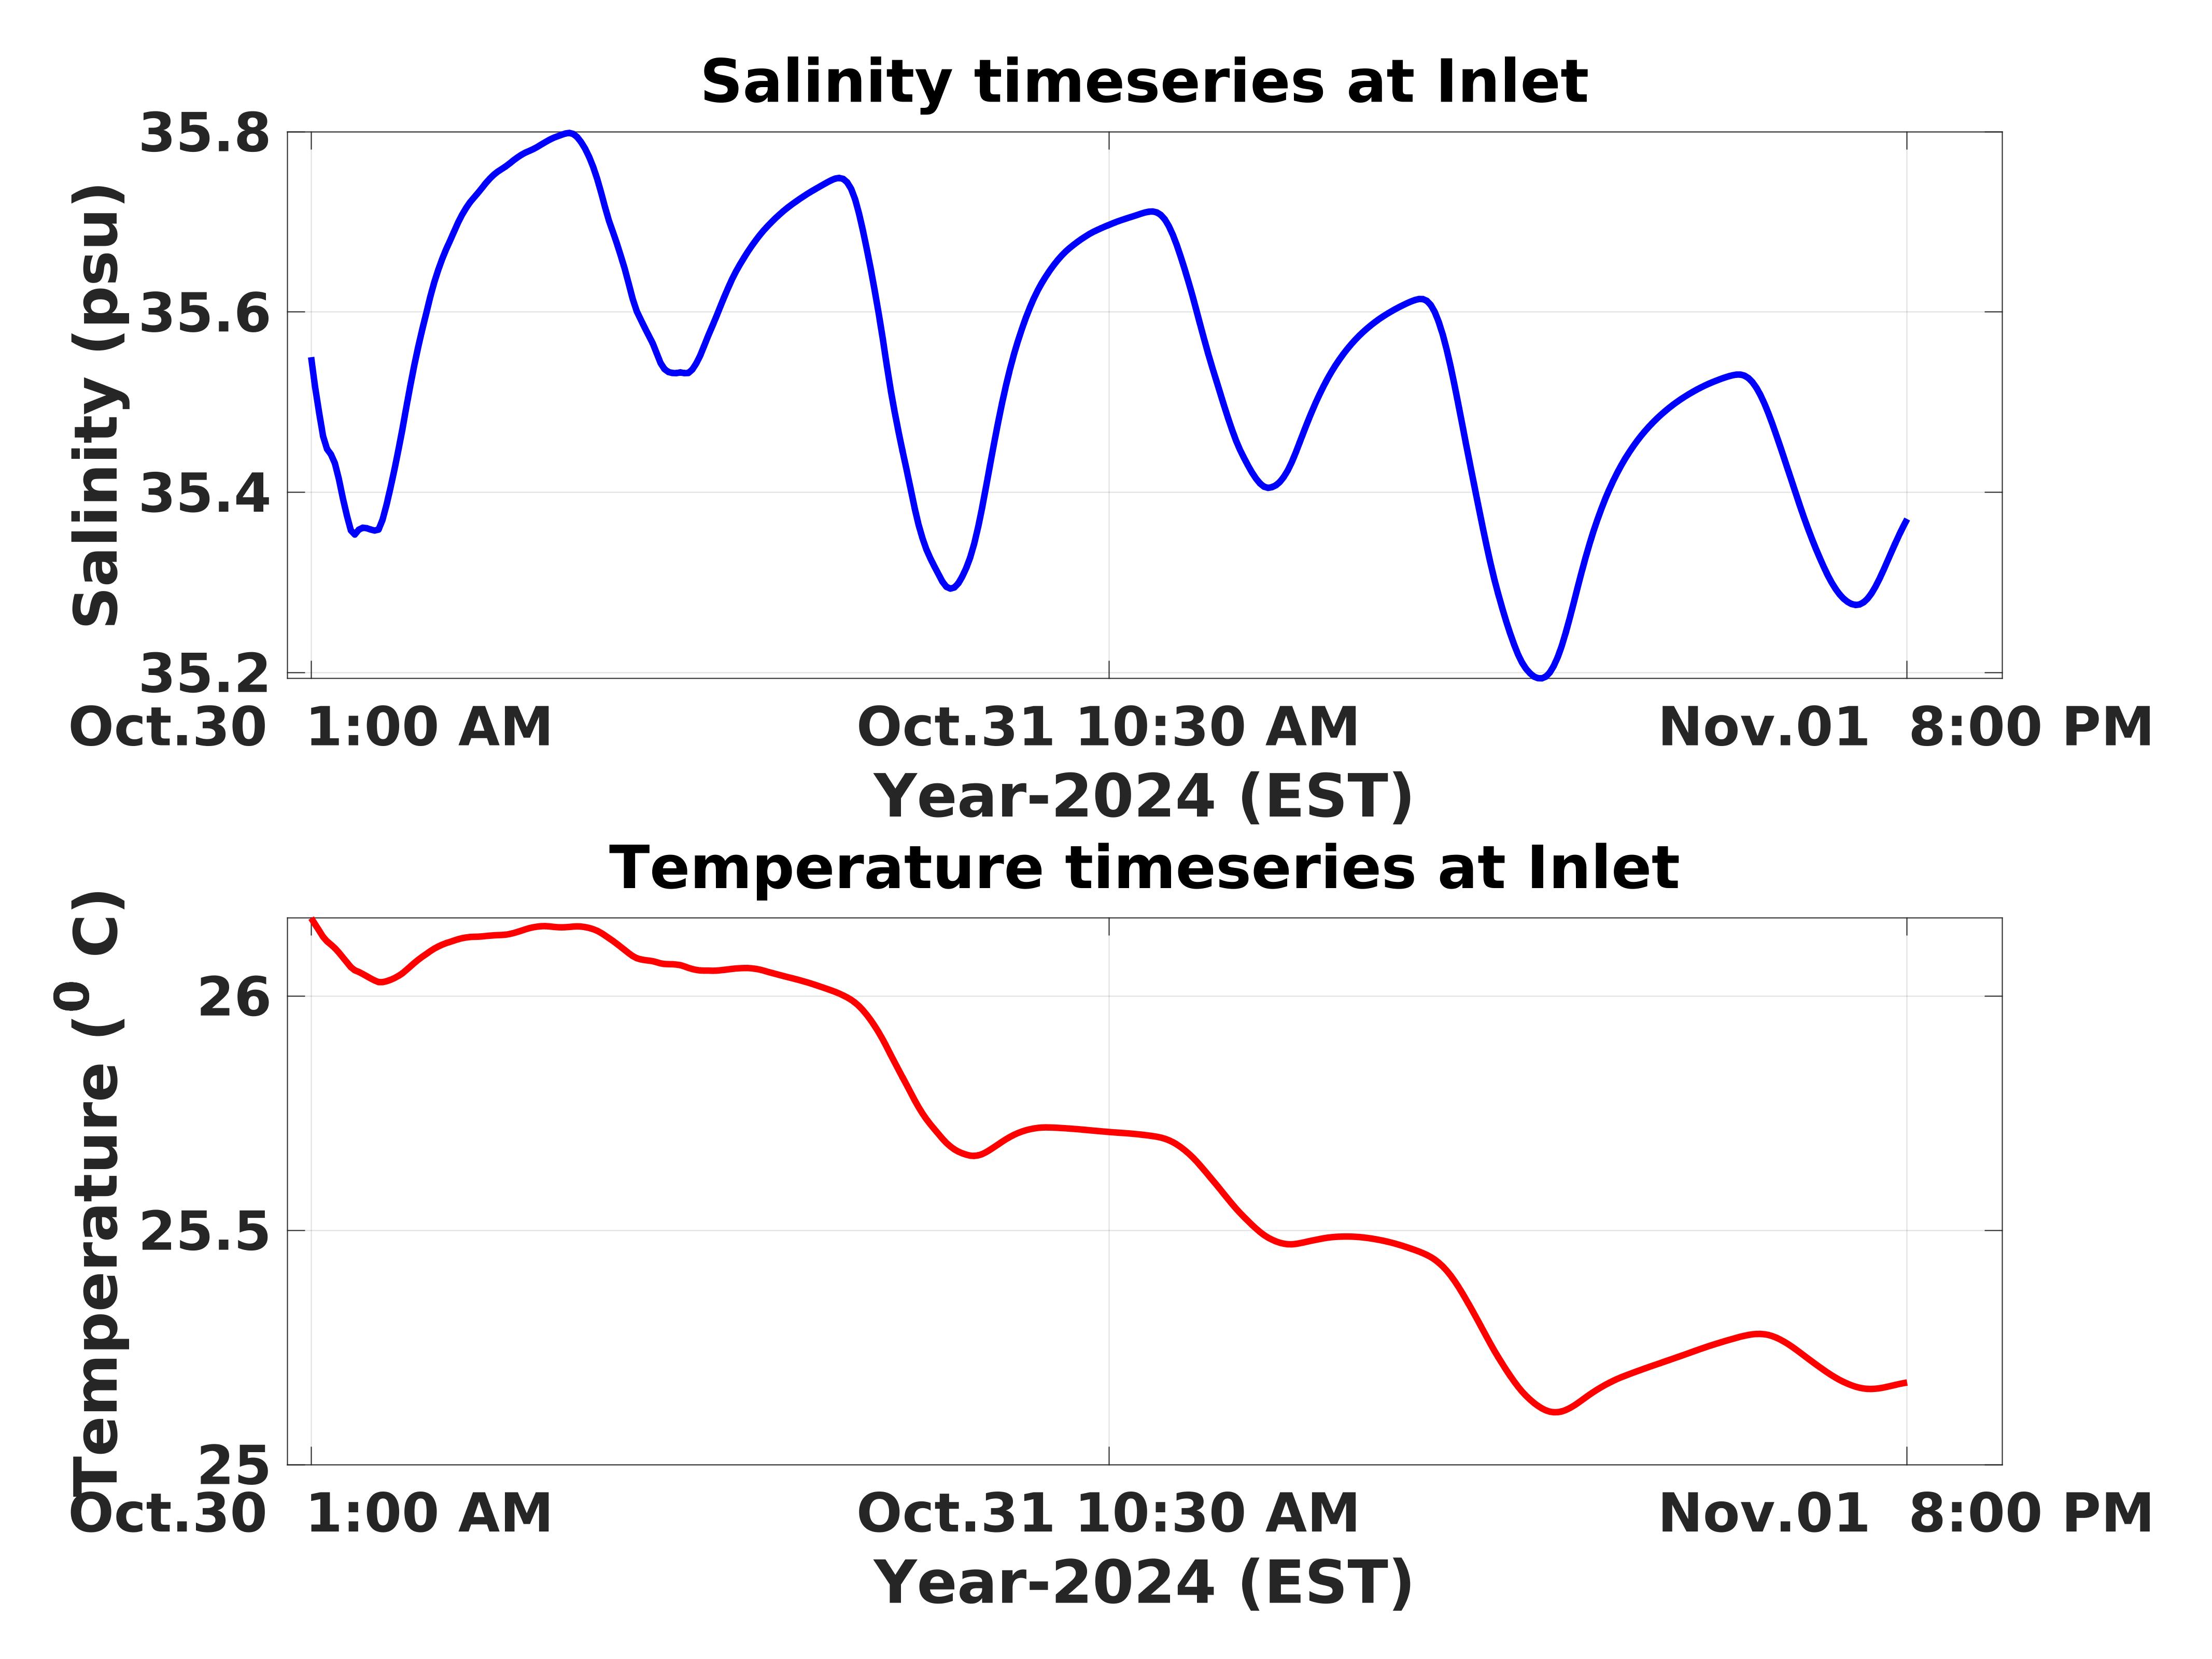 Salinity timeseries at Inlet
Salinity (psu)
35.8
35.6
35.4
35.2
Oct.30 1:00 AM Oct.31 10:30 AM Nov.01 8:00 PM
Year-2024 (EST)
Temperature timeseries at Inlet
Temperature (⁰ C)
26
25.5
25
Oct.30 1:00 AM Oct.31 10:30 AM Nov.01 8:00 PM
Year-2024 (EST)